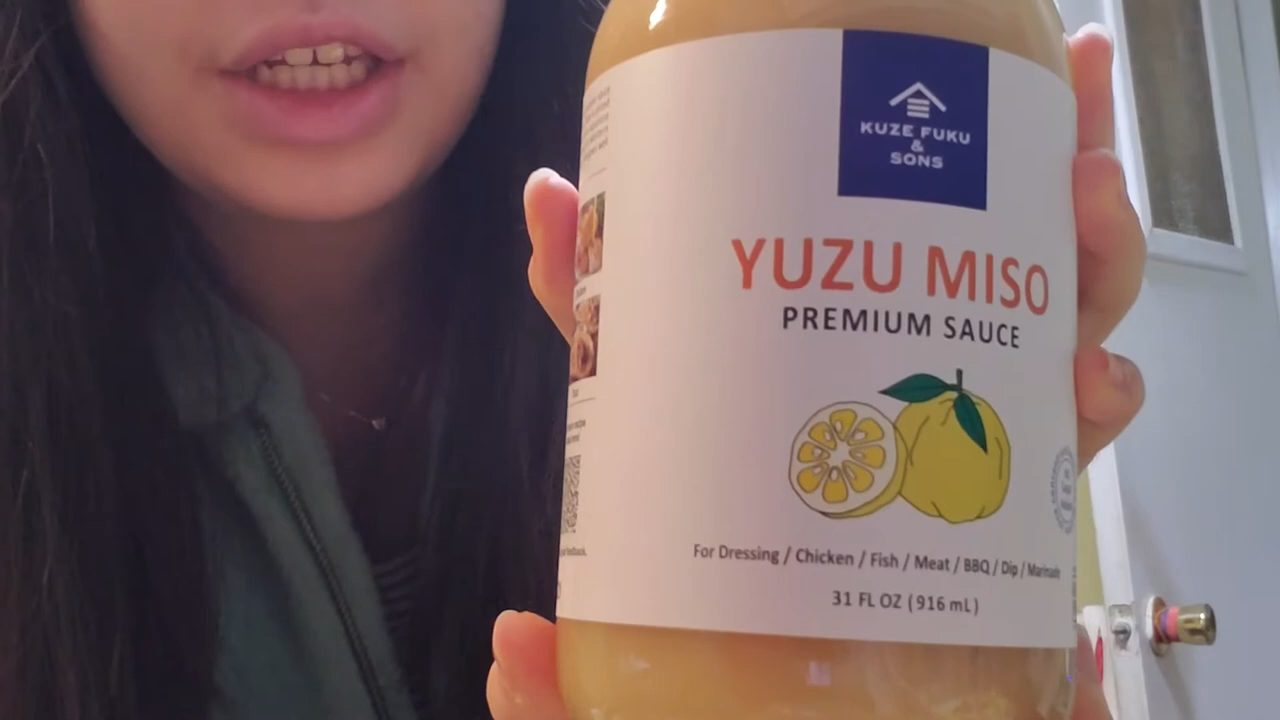 KUZE FUKU
&
SONS
YUZU MISO
PREMIUM SAUCE
For Dressing / Chicken / Fish / Meat / BBQ / Dip / Marinade
31 FL OZ (916 mL)